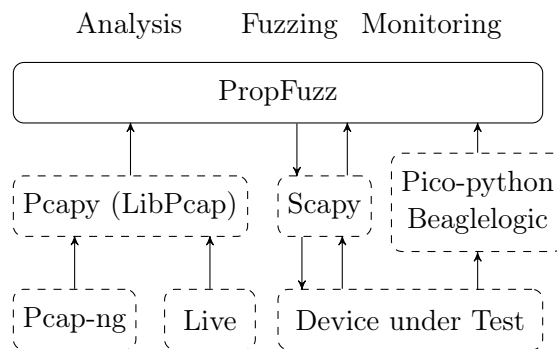 Analysis Fuzzing Monitoring
PropFuzz
Pcapy (LibPcap) Scapy Pico-python
Beaglelogic
Pcap-ng Live Device under Test